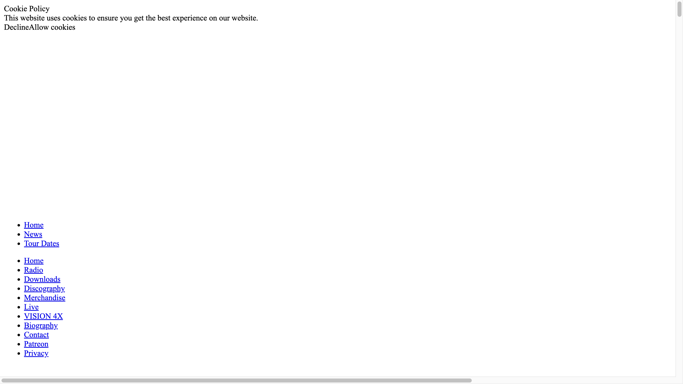 Cookie Policy
This website uses cookies to ensure you get the best experience on our website.
DeclineAllow cookies
Home
News
Tour Dates
Home
Radio
Downloads
Discography
Merchandise
Live
VISION 4X
Biography
Contact
Patreon
Privacy